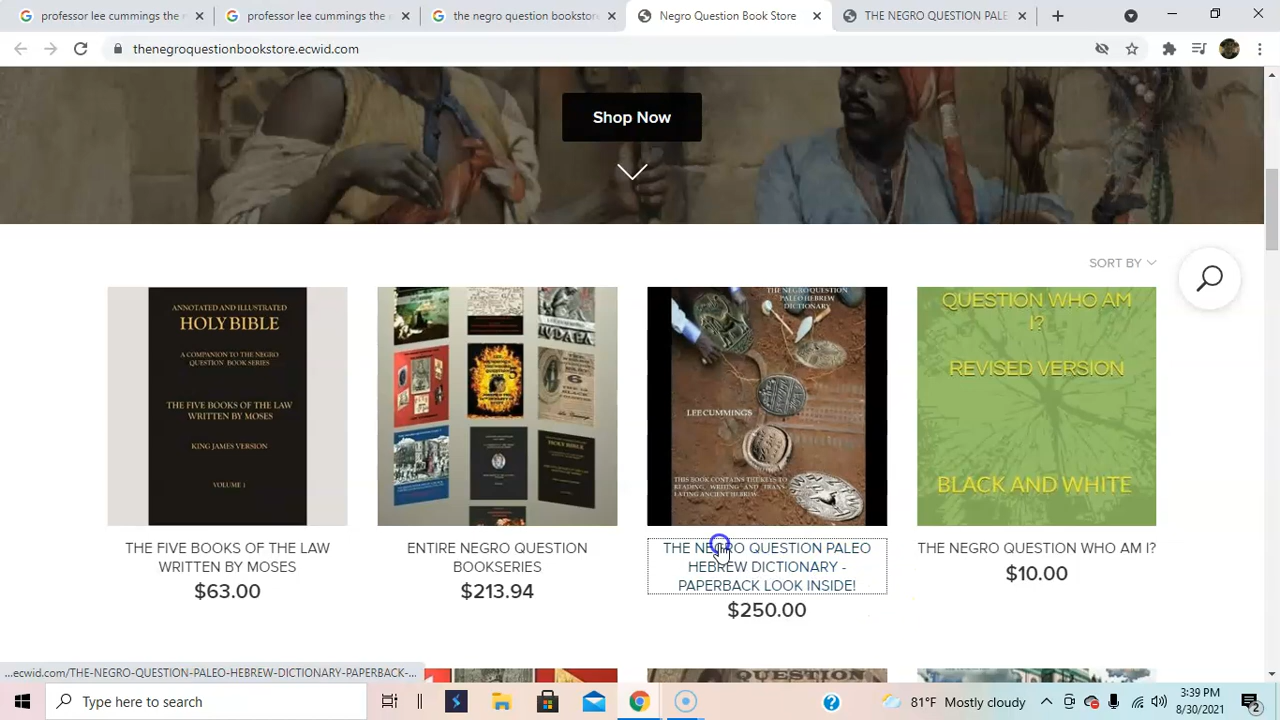 professor lee cummings the n
professor lee cummings the n
the negro question bookstore
Negro Question Book Store
THE NEGRO QUESTION PALE
thenegroquestionbookstore.ecwid.com
Shop Now
SORT BY
ANNOTATED AND ILLUSTRATED
HOLY BIBLE
A COMPANION TO THE NEGRO
QUESTION BOOK SERIES
THE FIVE BOOKS OF THE LAW
WRITTEN BY MOSES
KING JAMES VERSION
VOLUME 1
THE NEGRO QUESTION
PALEO HEBREW
DICTIONARY
LEE CUMMINGS
THIS BOOK CONTAINS THE KEYS TO
READING, WRITING AND TRANS-
LATING ANCIENT HEBREW.
QUESTION WHO AM
I?
REVISED VERSION
BLACK AND WHITE
THE FIVE BOOKS OF THE LAW
WRITTEN BY MOSES
$63.00
ENTIRE NEGRO QUESTION
BOOKSERIES
$213.94
THE NEGRO QUESTION PALEO
HEBREW DICTIONARY -
PAPERBACK LOOK INSIDE!
$250.00
THE NEGRO QUESTION WHO AM I?
$10.00
QUESTION
...ecwid.com/THE-NEGRO-QUESTION-PALEO-HEBREW-DICTIONARY-PAPERBACK-...
Type here to search
81°F Mostly cloudy
3:39 PM
8/30/2021
2